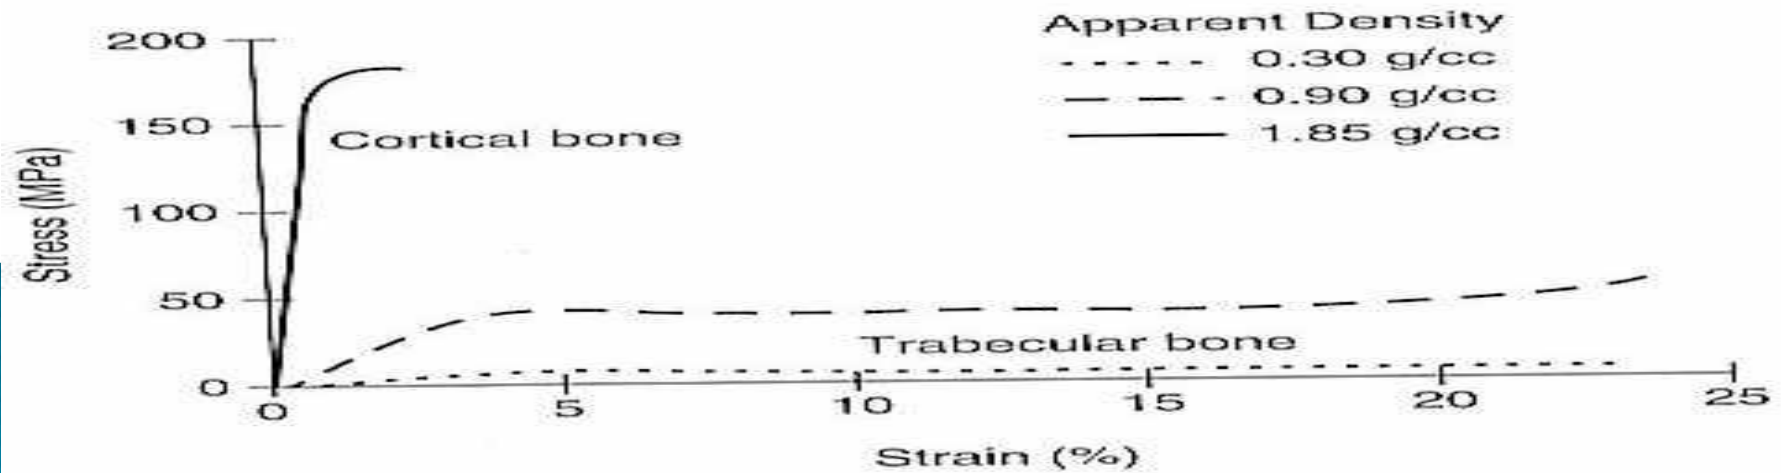 Apparent Density
0.30 g/cc
0.90 g/cc
1.85 g/cc
200
150
100
50
0
Stress (MPa)
Cortical bone
Trabecular bone
0
5
10
15
20
25
Strain (%)